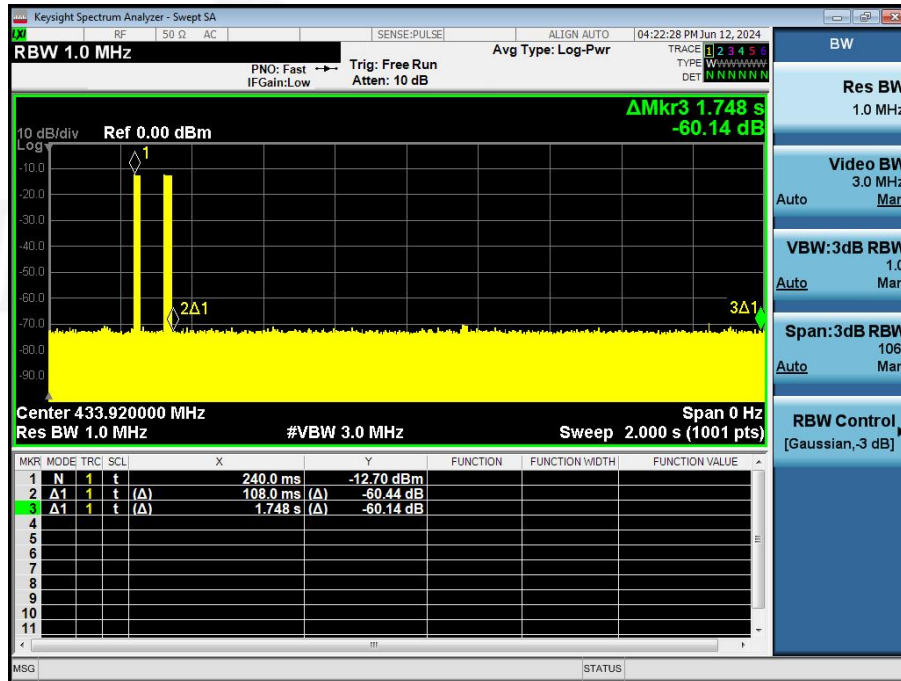 Keysight Spectrum Analyzer - Swept SA
LXI RF 50 Ω AC SENSE:PULSE ALIGN AUTO 04:22:28 PM Jun 12, 2024
RBW 1.0 MHz Avg Type: Log-Pwr TRACE 1 2 3 4 5 6
PNO: Fast Trig: Free Run TYPE WWWWWW
IFGain:Low Atten: 10 dB DET N N N N N N
BW
ΔMkr3 1.748 s
-60.14 dB
10 dB/div Ref 0.00 dBm
Log
1
-10.0
-20.0
-30.0
-40.0
-50.0
-60.0
2Δ1 3Δ1
-70.0
-80.0
-90.0
Center 433.920000 MHz Span 0 Hz
Res BW 1.0 MHz #VBW 3.0 MHz Sweep 2.000 s (1001 pts)
MKR MODE TRC SCL X Y FUNCTION FUNCTION WIDTH FUNCTION VALUE
1 N 1 t 240.0 ms -12.70 dBm
2 Δ1 1 t (Δ) 108.0 ms (Δ) -60.44 dB
3 Δ1 1 t (Δ) 1.748 s (Δ) -60.14 dB
4
5
6
7
8
9
10
11
MSG STATUS
Res BW
1.0 MHz
Video BW
3.0 MHz
Auto Man
VBW:3dB RBW
1.0
Auto Man
Span:3dB RBW
106
Auto Man
RBW Control
[Gaussian,-3 dB]